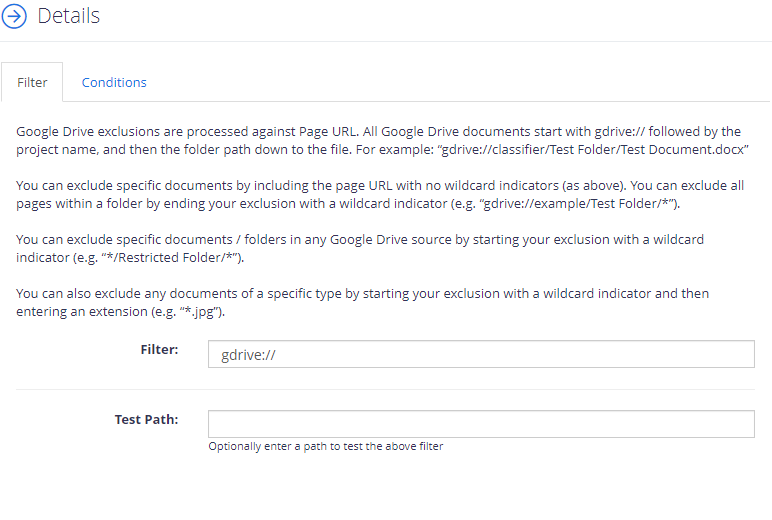 Details
Filter
Conditions
Google Drive exclusions are processed against Page URL. All Google Drive documents start with gdrive:// followed by the
project name, and then the folder path down to the file. For example: “gdrive://classifier/Test Folder/Test Document.docx”
You can exclude specific documents by including the page URL with no wildcard indicators (as above). You can exclude all
pages within a folder by ending your exclusion with a wildcard indicator (e.g. “gdrive://example/Test Folder/*”).
You can exclude specific documents / folders in any Google Drive source by starting your exclusion with a wildcard
indicator (e.g. “*/Restricted Folder/*”).
You can also exclude any documents of a specific type by starting your exclusion with a wildcard indicator and then
entering an extension (e.g. “*.jpg”).
Filter:
gdrive://
Test Path:
Optionally enter a path to test the above filter